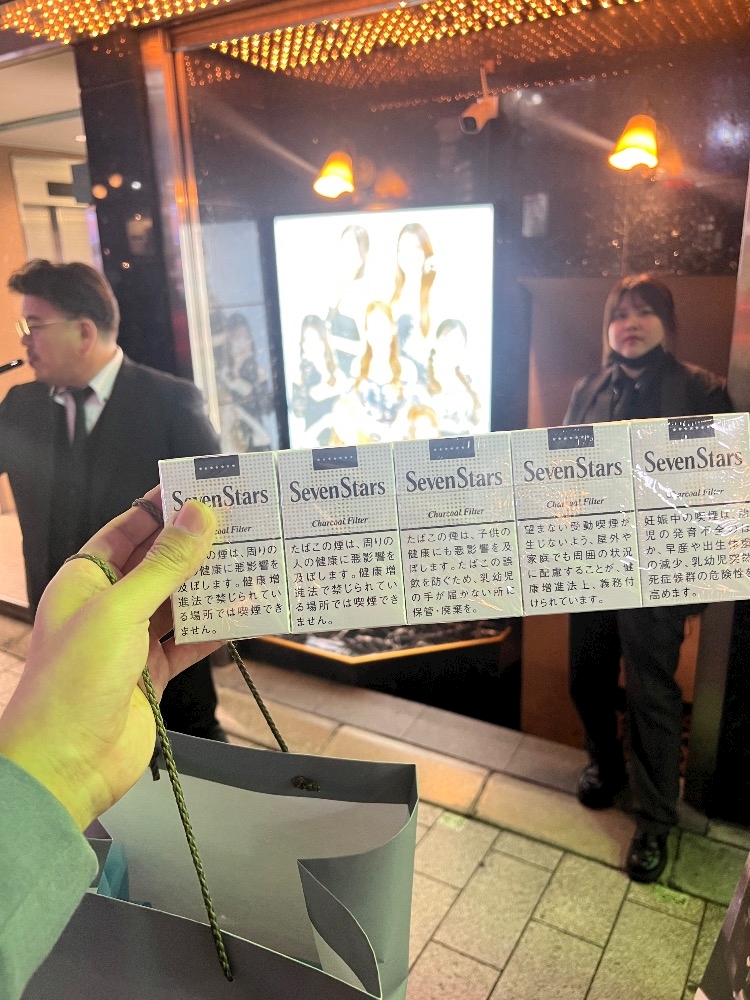 SevenStars
Charcoal Filter
の煙は、周りの
健康に悪影響を
及ぼします。健康増
進法で禁じられてい
る場所では喫煙でき
ません。
SevenStars
Charcoal Filter
たばこの煙は、周りの
人の健康に悪影響を
及ぼします。健康増
進法で禁じられてい
る場所では喫煙でき
ません。
SevenStars
Charcoal Filter
たばこの煙は、子供の
健康にも悪影響を及
ぼします。たばこの誤
飲を防ぐため、乳幼児
の手が届かない所に
保管・廃棄を。
SevenStars
Charcoal Filter
望まない受動喫煙が
生じないよう、屋外や
家庭でも周囲の状況
に配慮することが、健
康増進法上、義務付
けられています。
SevenStars
Charcoal Filter
妊娠中の喫煙は、胎
児の発育不全のほ
か、早産や出生体重
の減少、乳幼児突然
死症候群の危険性を
高めます。